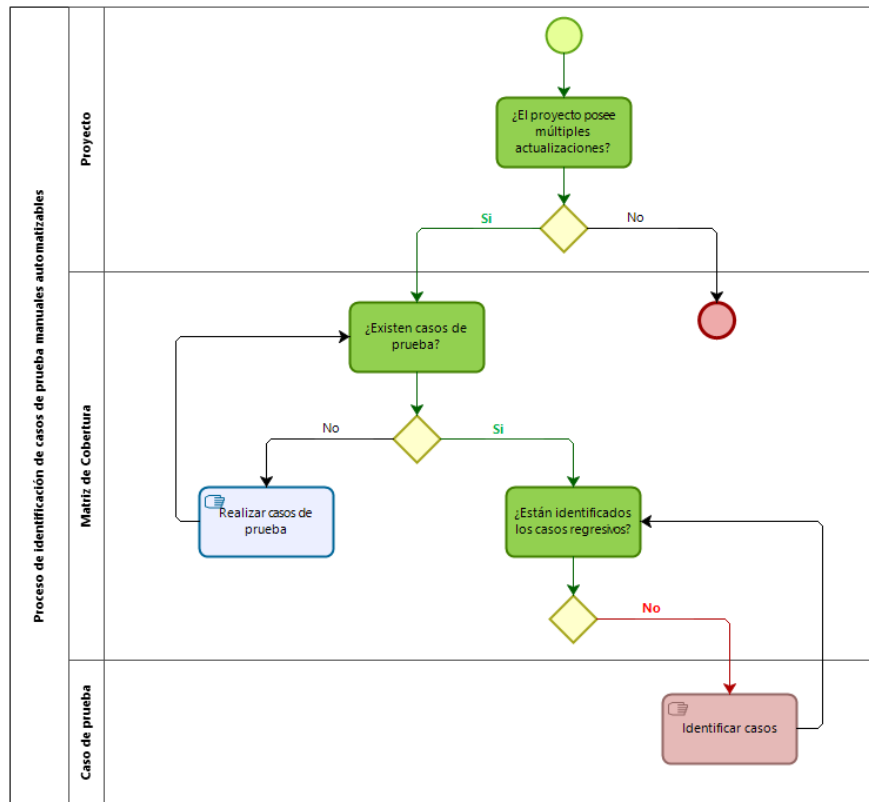 Proceso de identificación de casos de prueba manuales automatizables
Proyecto
¿El proyecto posee
múltiples
actualizaciones?
Si
No
Matriz de Cobertura
¿Existen casos de
prueba?
No
Si
Realizar casos de
prueba
¿Están identificados
los casos regresivos?
No
Caso de prueba
Identificar casos